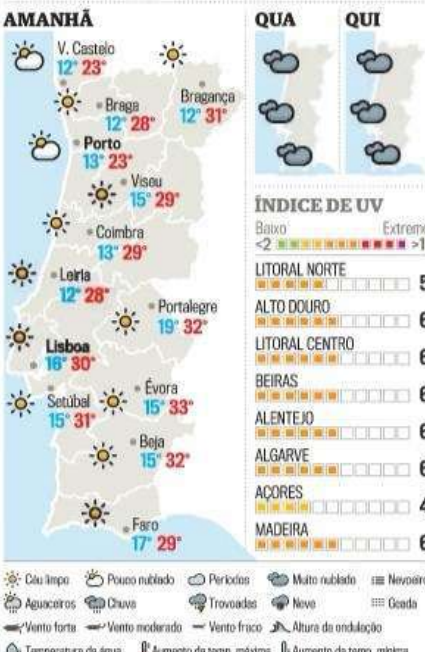 AMANHÃ
V. Castelo
12° 23°
Braga
12° 28°
Bragança
12° 31°
Porto
13° 23°
Viseu
15° 29°
Coimbra
13° 29°
Leiria
12° 28°
Portalegre
19° 32°
Lisboa
16° 30°
Setúbal
15° 31°
Évora
15° 33°
Beja
15° 32°
Faro
17° 29°
QUA QUI
ÍNDICE DE UV
Baixo Extremo
<2 >1
LITORAL NORTE 5
ALTO DOURO 6
LITORAL CENTRO 6
BEIRAS 6
ALENTEJO 6
ALGARVE 6
AÇORES 4
MADEIRA 6
Céu limpo Pouco nublado Períodos Muito nublado Nevoeiro
Aguaceiros Chuva Trovoadas Neve Geada
Vento forte Vento moderado Vento fraco Altura da ondulação
Temperatura da água Aumento da temp. máxima Aumento da temp. mínima